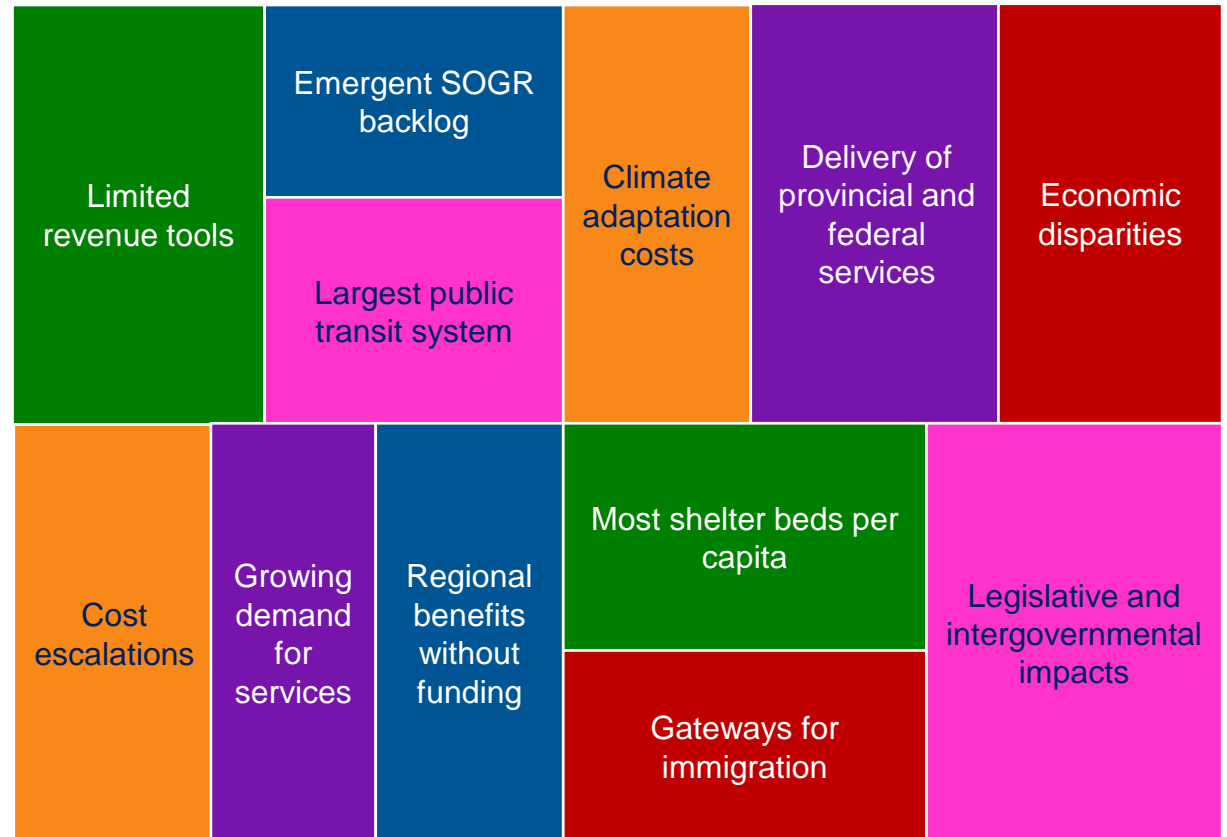 Limited
revenue tools
Emergent SOGR
backlog
Largest public
transit system
Climate
adaptation
costs
Delivery of
provincial and
federal
services
Economic
disparities
Cost
escalations
Growing
demand
for
services
Regional
benefits
without
funding
Most shelter beds per
capita
Gateways for
immigration
Legislative and
intergovernmental
impacts